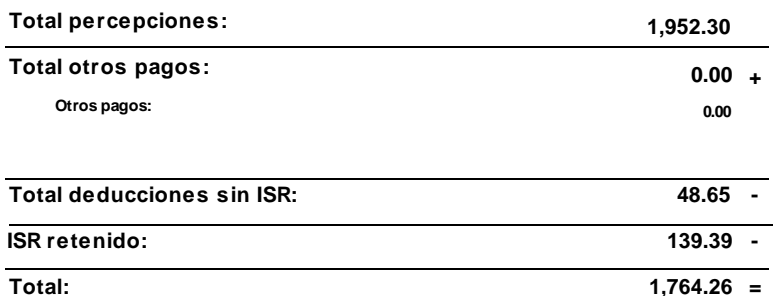 Total percepciones: 1,952.30
Total otros pagos: 0.00 +
Otros pagos: 0.00
Total deducciones sin ISR: 48.65 -
ISR retenido: 139.39 -
Total: 1,764.26 =